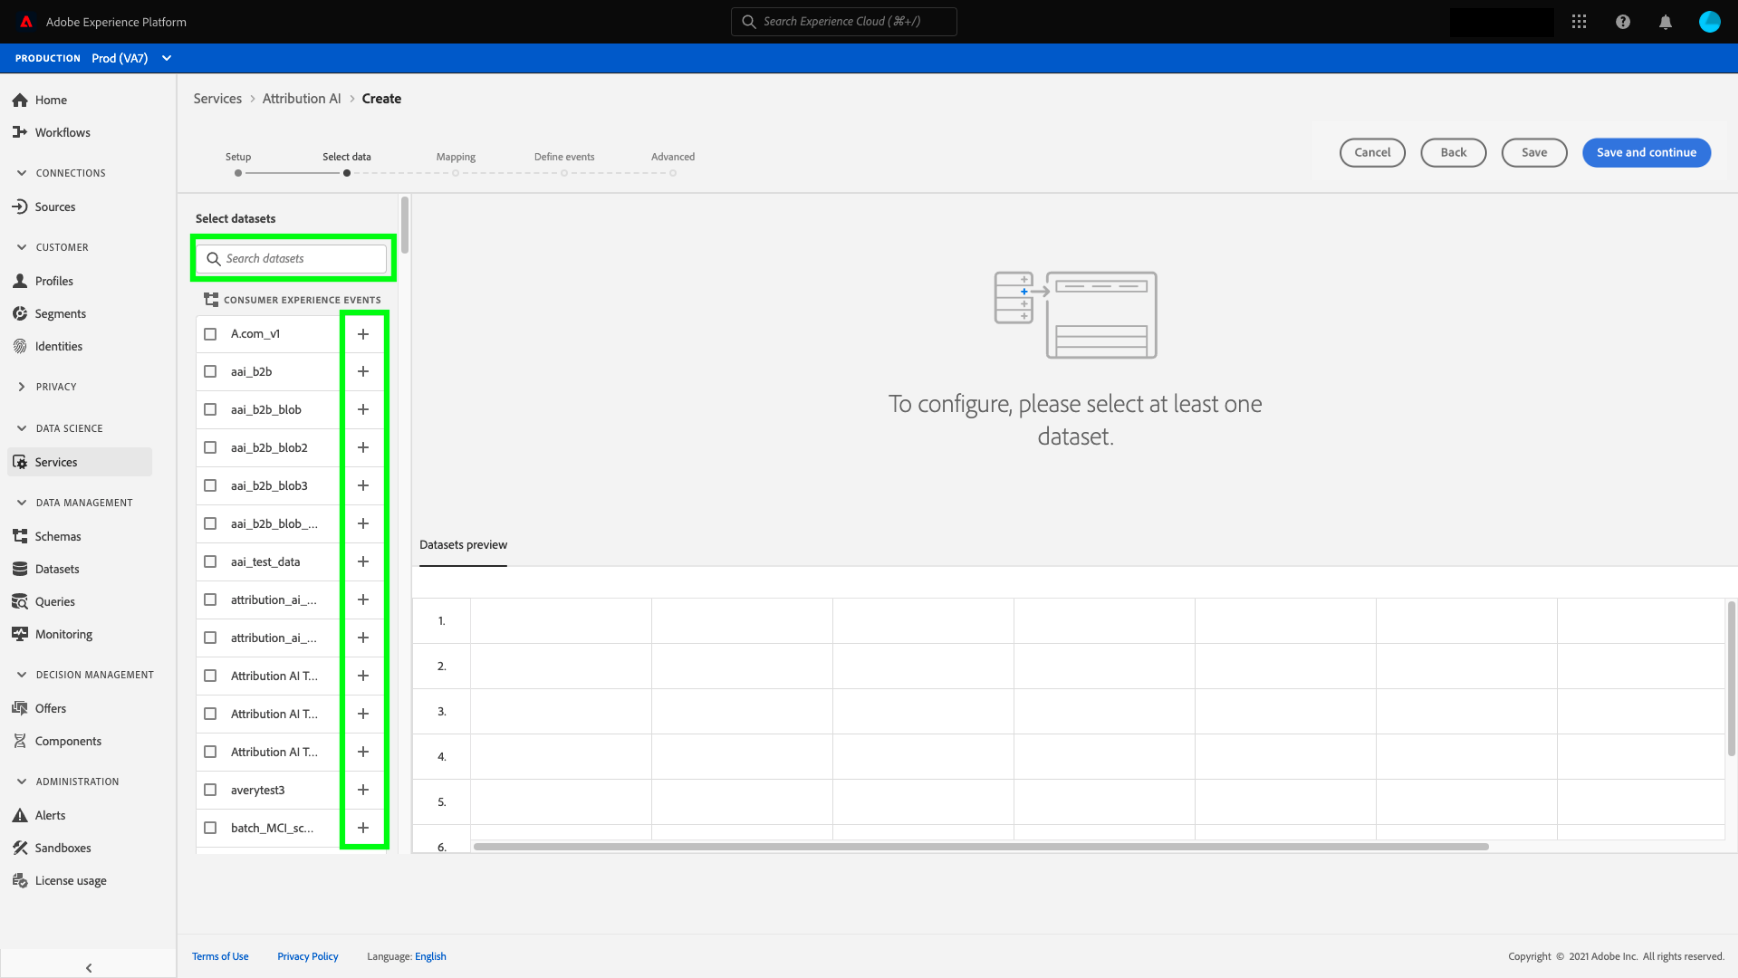 Adobe Experience Platform
Search Experience Cloud (⌘+/)
PRODUCTION Prod (VA7)
Home
Workflows
CONNECTIONS
Sources
CUSTOMER
Profiles
Segments
Identities
PRIVACY
DATA SCIENCE
Services
DATA MANAGEMENT
Schemas
Datasets
Queries
Monitoring
DECISION MANAGEMENT
Offers
Components
ADMINISTRATION
Alerts
Sandboxes
License usage
Services > Attribution AI > Create
Setup
Select data
Mapping
Define events
Advanced
Cancel
Back
Save
Save and continue
Select datasets
Search datasets
CONSUMER EXPERIENCE EVENTS
A.com_v1
aai_b2b
aai_b2b_blob
aai_b2b_blob2
aai_b2b_blob3
aai_b2b_blob_...
aai_test_data
attribution_ai_...
attribution_ai_...
Attribution AI T...
Attribution AI T...
Attribution AI T...
averytest3
batch_MCI_sc...
To configure, please select at least one
dataset.
Datasets preview
1.
2.
3.
4.
5.
6.
Terms of Use
Privacy Policy
Language: English
Copyright © 2021 Adobe Inc. All rights reserved.